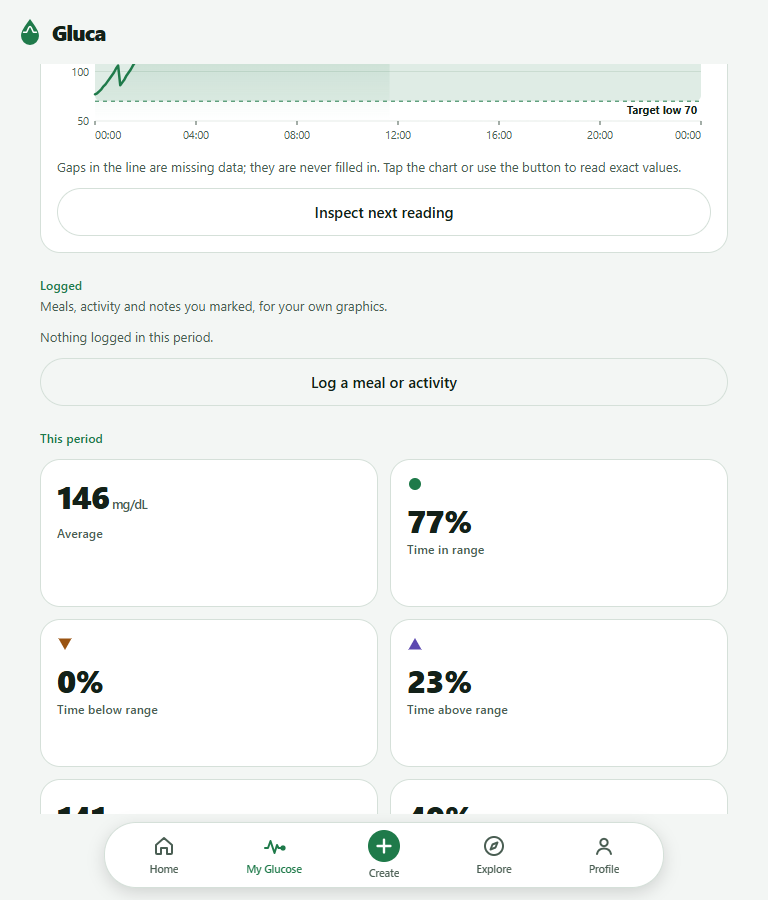 Gluca
100
Target low 70
50
00:00 04:00 08:00 12:00 16:00 20:00 00:00
Gaps in the line are missing data; they are never filled in. Tap the chart or use the button to read exact values.
Inspect next reading
Logged
Meals, activity and notes you marked, for your own graphics.
Nothing logged in this period.
Log a meal or activity
This period
146 mg/dL
Average
77%
Time in range
0%
Time below range
23%
Time above range
Home
My Glucose
Create
Explore
Profile